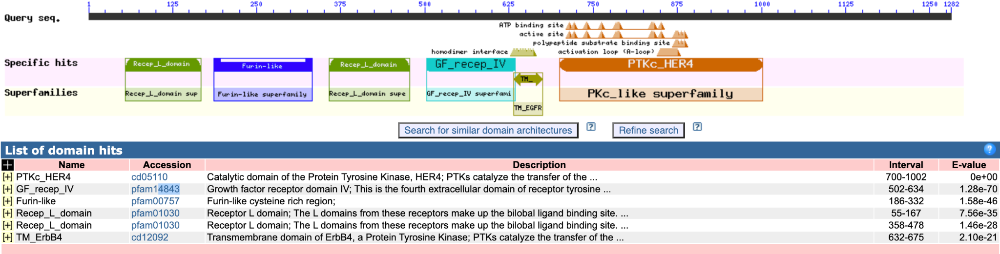 1 125 250 375 500 625 750 875 1000 1125 1250 1282
Query seq.
ATP binding site
active site
polypeptide substrate binding site
homodimer interface activation loop (A-loop)
Specific hits Recep_L_domain Furin-like Recep_L_domain GF_recep_IV PTKc_HER4
TM_
Superfamilies Recep_L_domain sup Furin-like superfamily Recep_L_domain supe GF_recep_IV superfami PKc_like superfamily
TM_EGFR
Search for similar domain architectures ? Refine search ?
List of domain hits ?
+ Name Accession Description Interval E-value
[+] PTKc_HER4 cd05110 Catalytic domain of the Protein Tyrosine Kinase, HER4; PTKs catalyze the transfer of the ... 700-1002 0e+00
[+] GF_recep_IV pfam14843 Growth factor receptor domain IV; This is the fourth extracellular domain of receptor tyrosine ... 502-634 1.28e-70
[+] Furin-like pfam00757 Furin-like cysteine rich region; 186-332 1.58e-46
[+] Recep_L_domain pfam01030 Receptor L domain; The L domains from these receptors make up the bilobal ligand binding site. ... 55-167 7.56e-35
[+] Recep_L_domain pfam01030 Receptor L domain; The L domains from these receptors make up the bilobal ligand binding site. ... 358-478 1.46e-28
[+] TM_ErbB4 cd12092 Transmembrane domain of ErbB4, a Protein Tyrosine Kinase; PTKs catalyze the transfer of the ... 632-675 2.10e-21